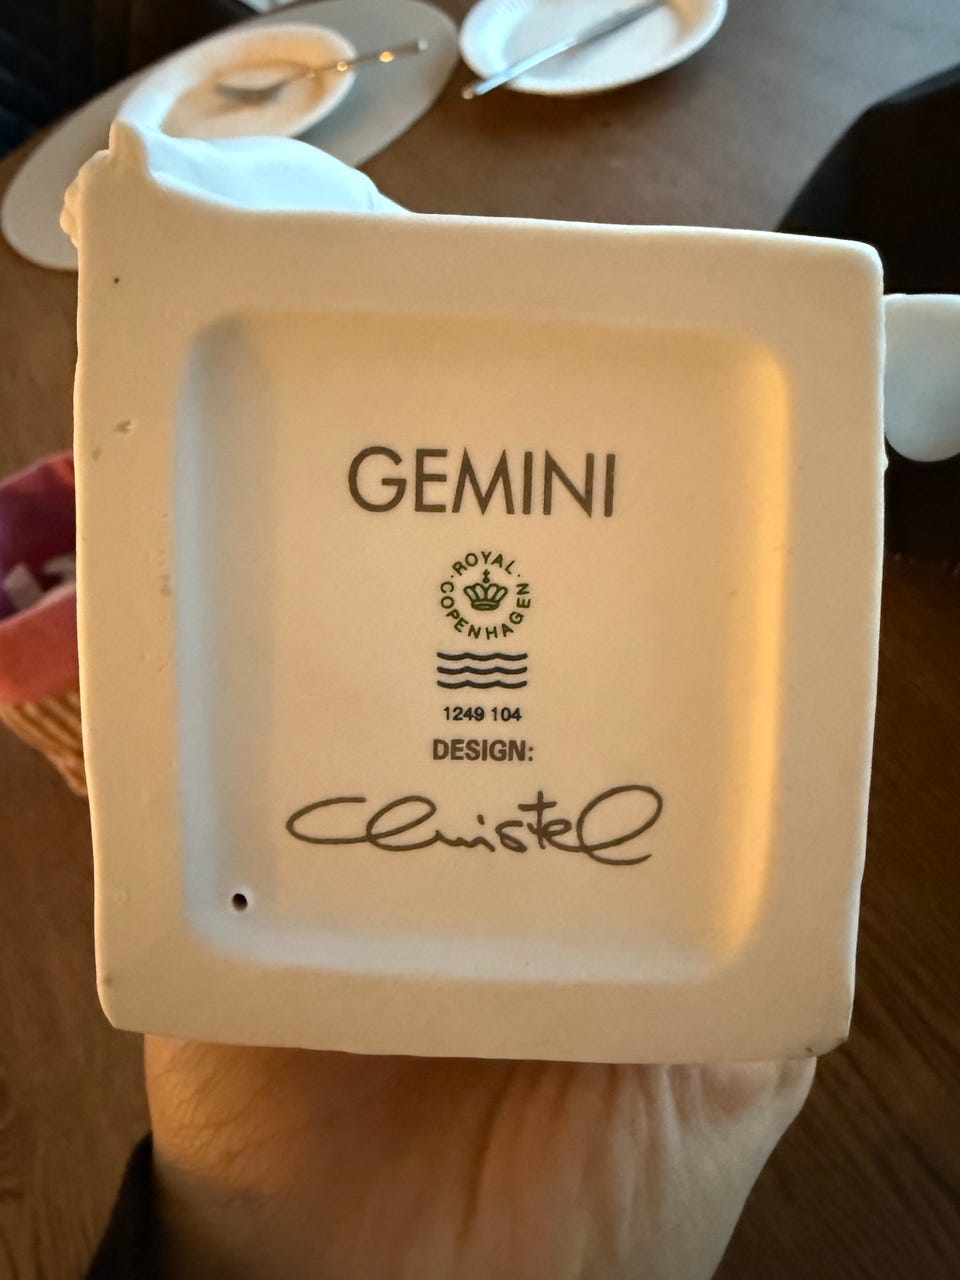 GEMINI
ROYAL
COPENHAGEN
1249 104
DESIGN:
Christel